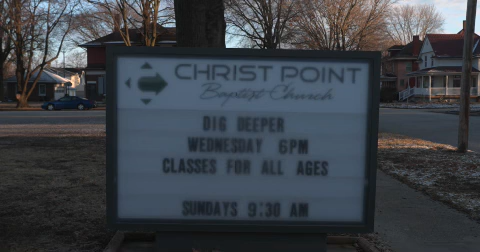 CHRIST POINT
Baptist Church
DIG DEEPER
WEDNESDAY 6PM
CLASSES FOR ALL AGES
SUNDAYS 9:30 AM